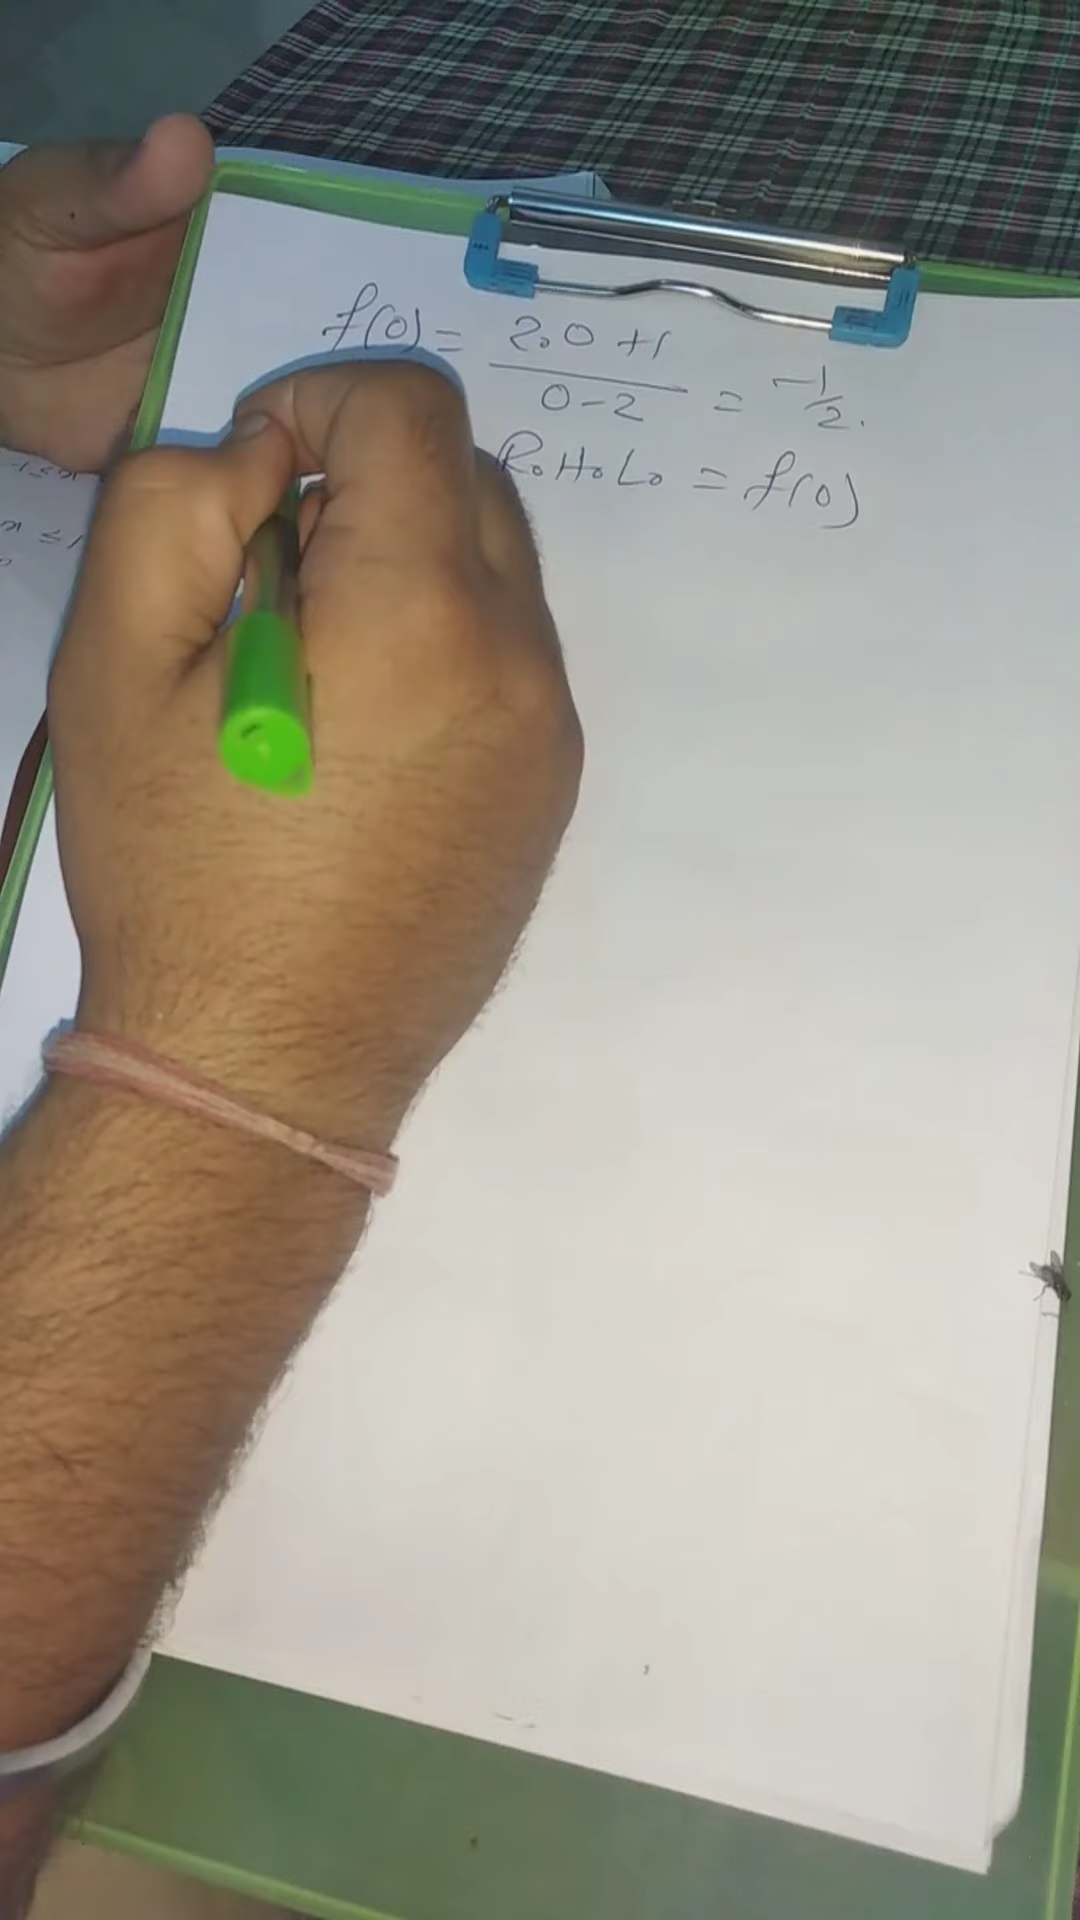 f(0) = 2.0+1 / 0-2 = -1/2.
R.H.L. = f(0)